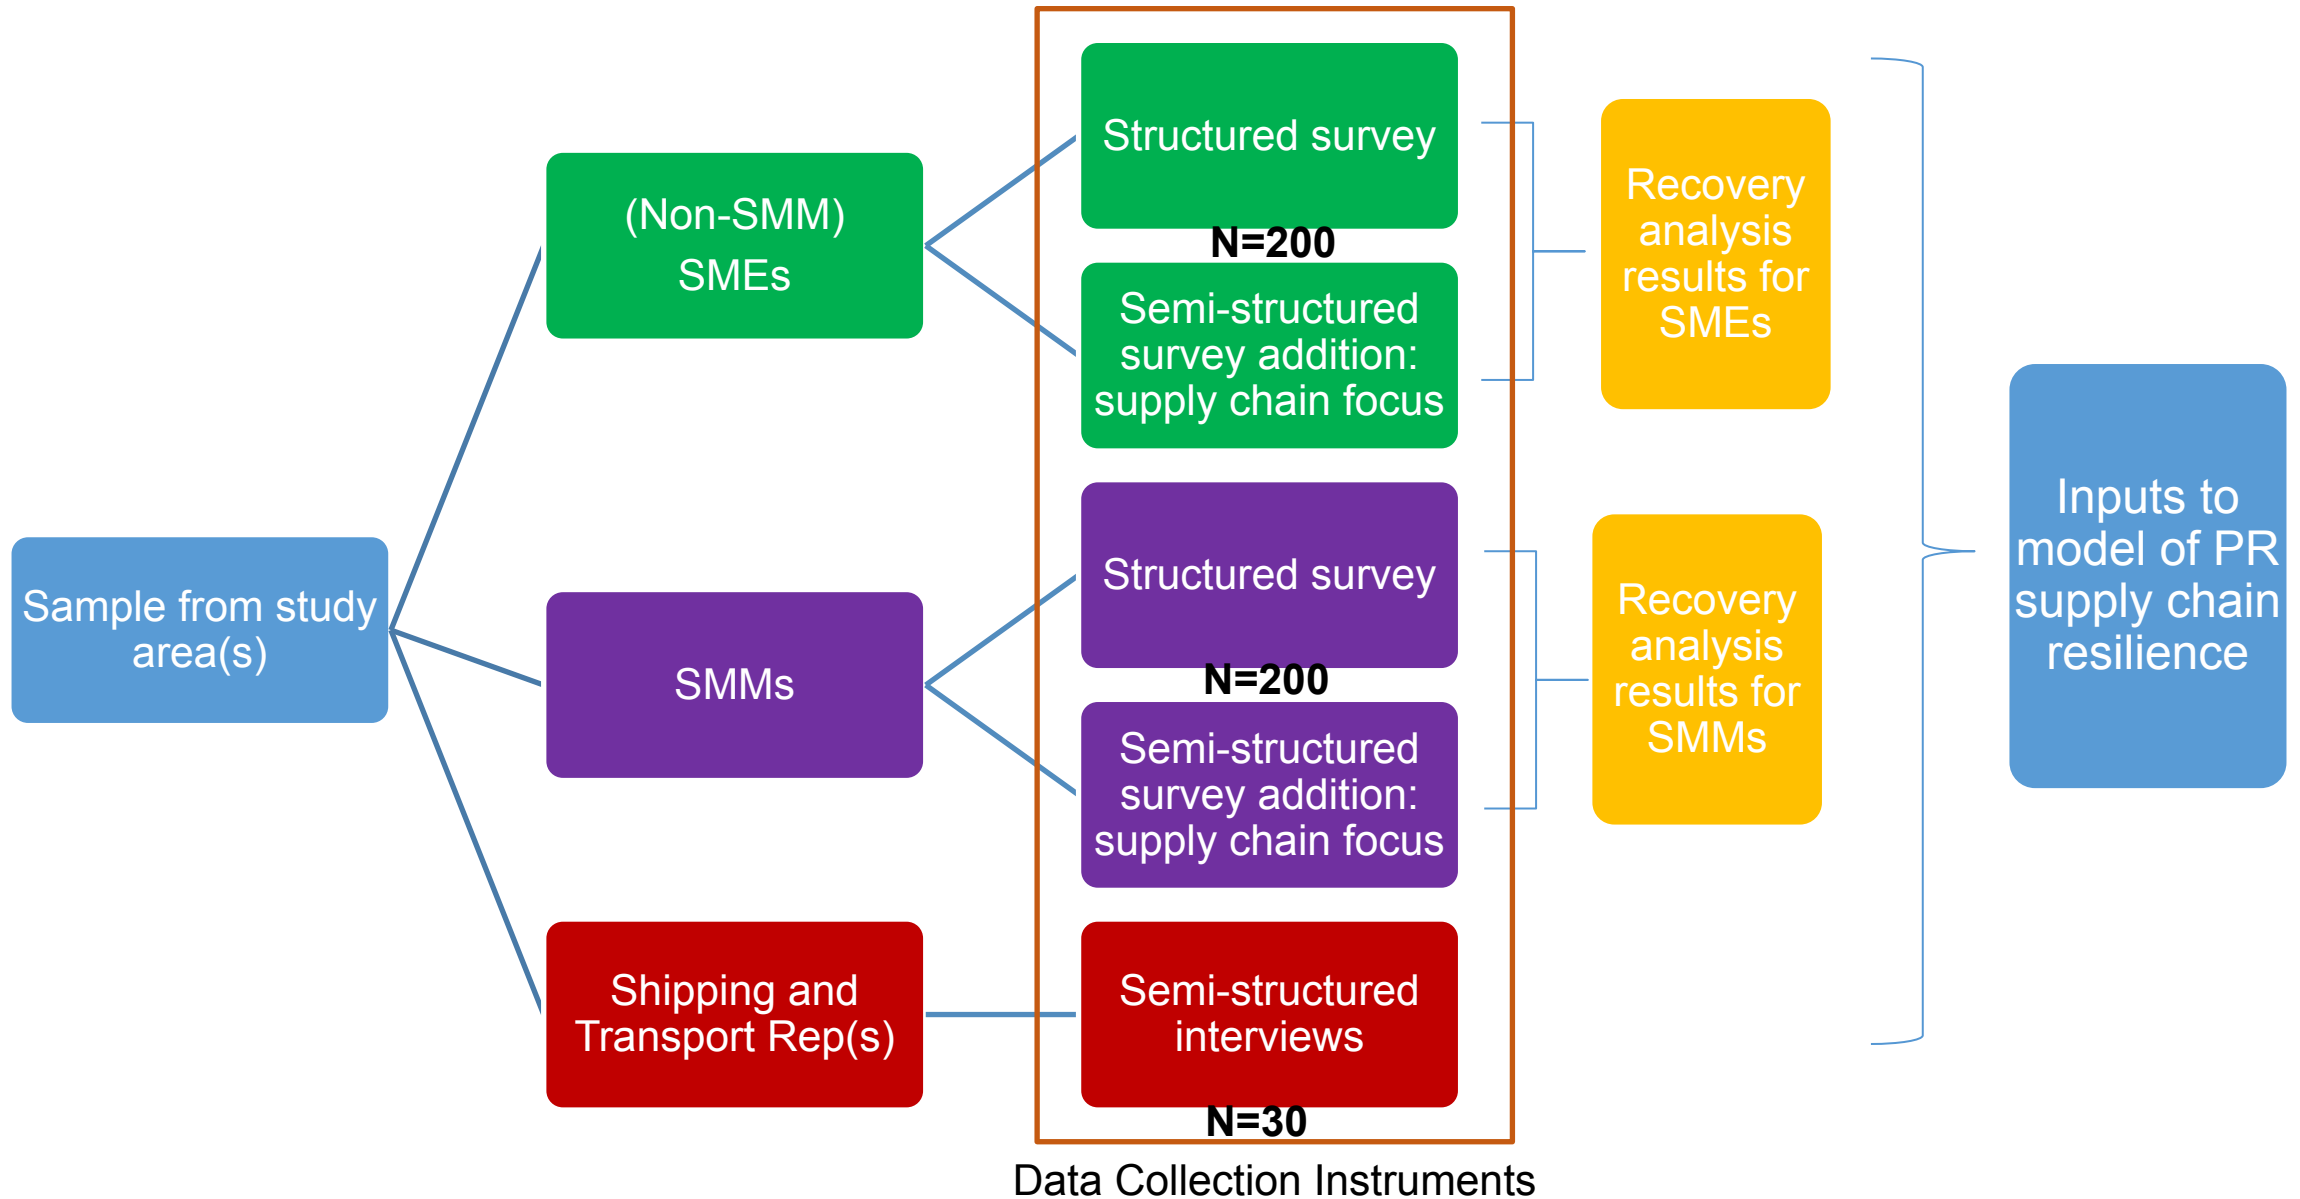 Sample from study
area(s)
(Non-SMM)
SMEs
SMMs
Shipping and
Transport Rep(s)
Structured survey
N=200
Semi-structured
survey addition:
supply chain focus
Structured survey
N=200
Semi-structured
survey addition:
supply chain focus
Semi-structured
interviews
N=30
Data Collection Instruments
Recovery
analysis
results for
SMEs
Recovery
analysis
results for
SMMs
Inputs to
model of PR
supply chain
resilience